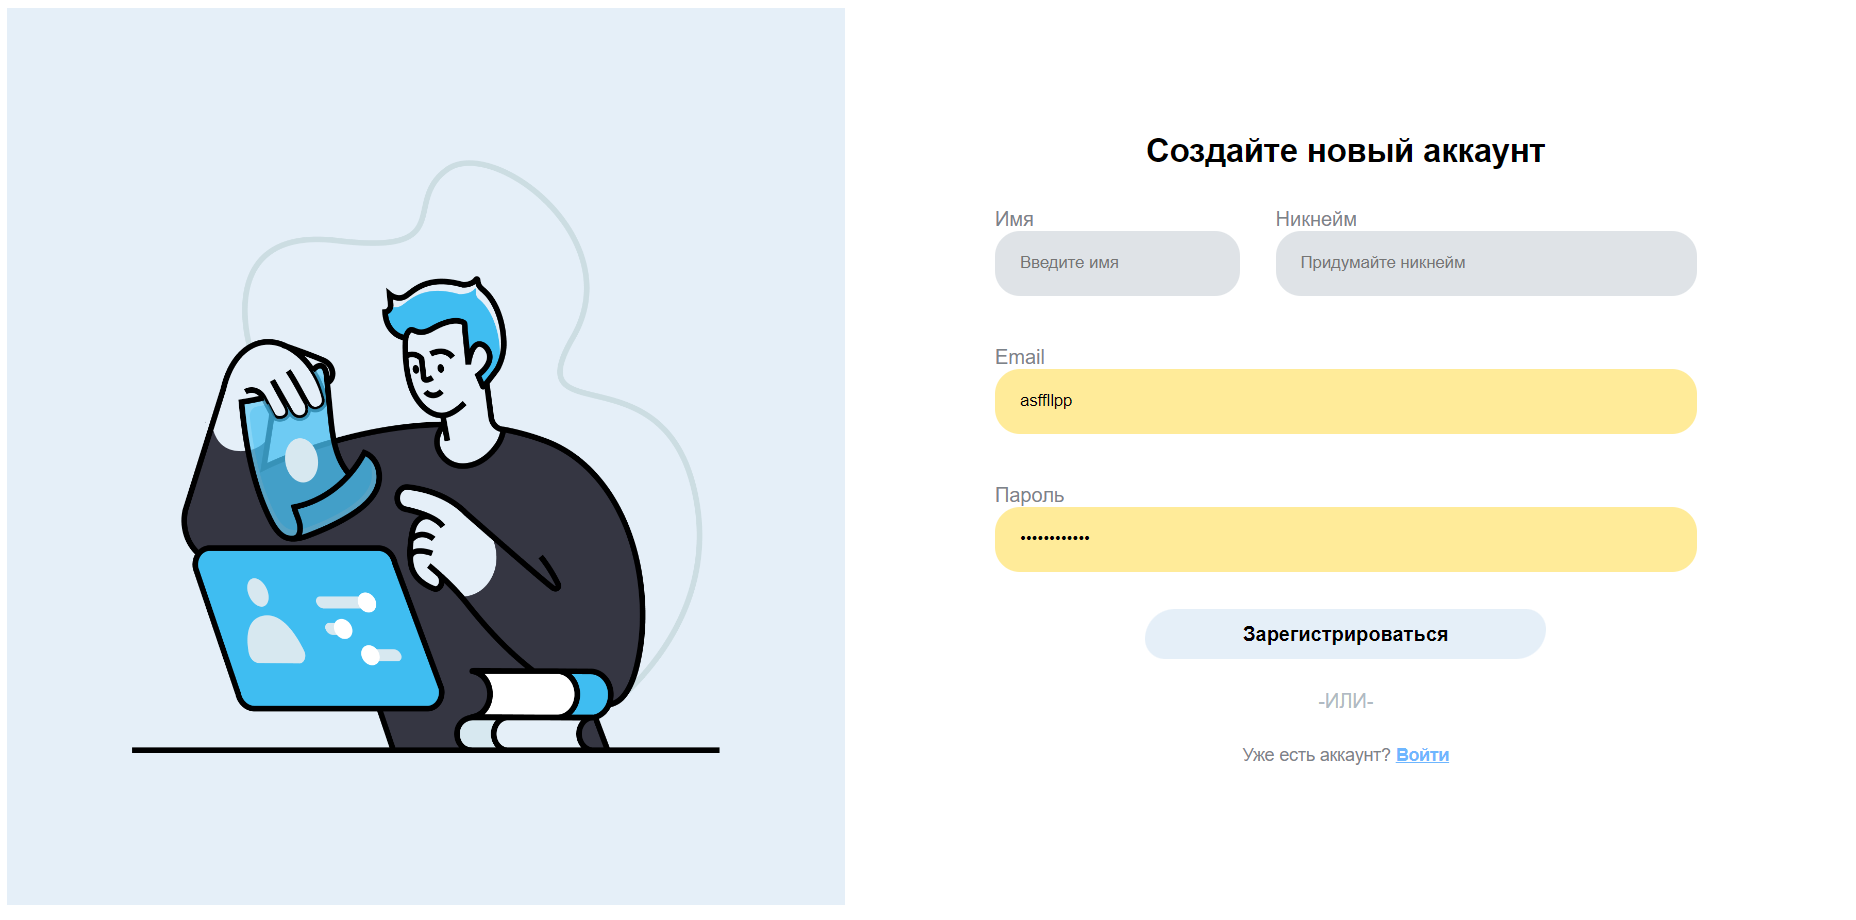 Создайте новый аккаунт
Имя Никнейм
Введите имя Придумайте никнейм
Email
asffllpp
Пароль
••••••••••••
Зарегистрироваться
-ИЛИ-
Уже есть аккаунт? Войти